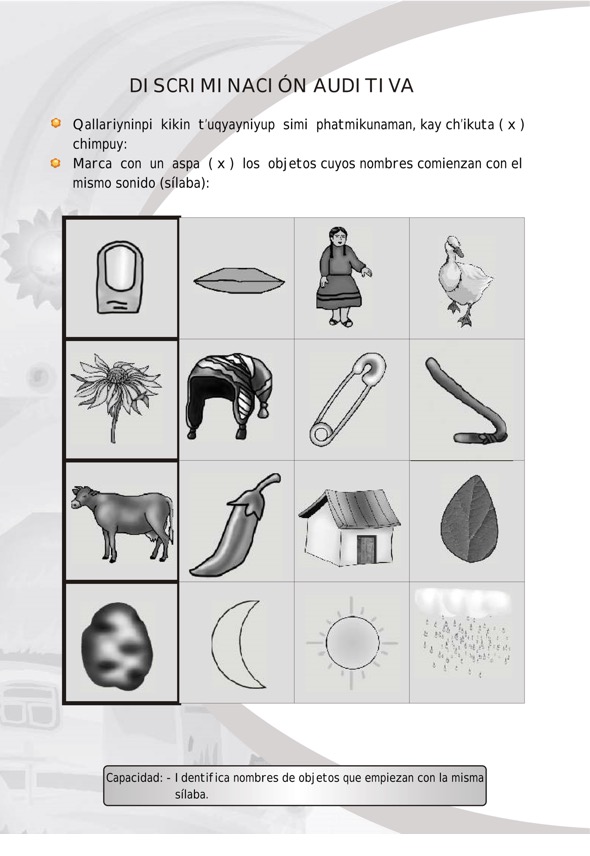 DISCRIMINACIÓN AUDITIVA
Qallariyninpi kikin t'uqyayniyup simi phatmikunaman, kay ch'ikuta ( x )
chimpuy:
Marca con un aspa ( x ) los objetos cuyos nombres comienzan con el
mismo sonido (sílaba):
Capacidad: - Identifica nombres de objetos que empiezan con la misma
sílaba.